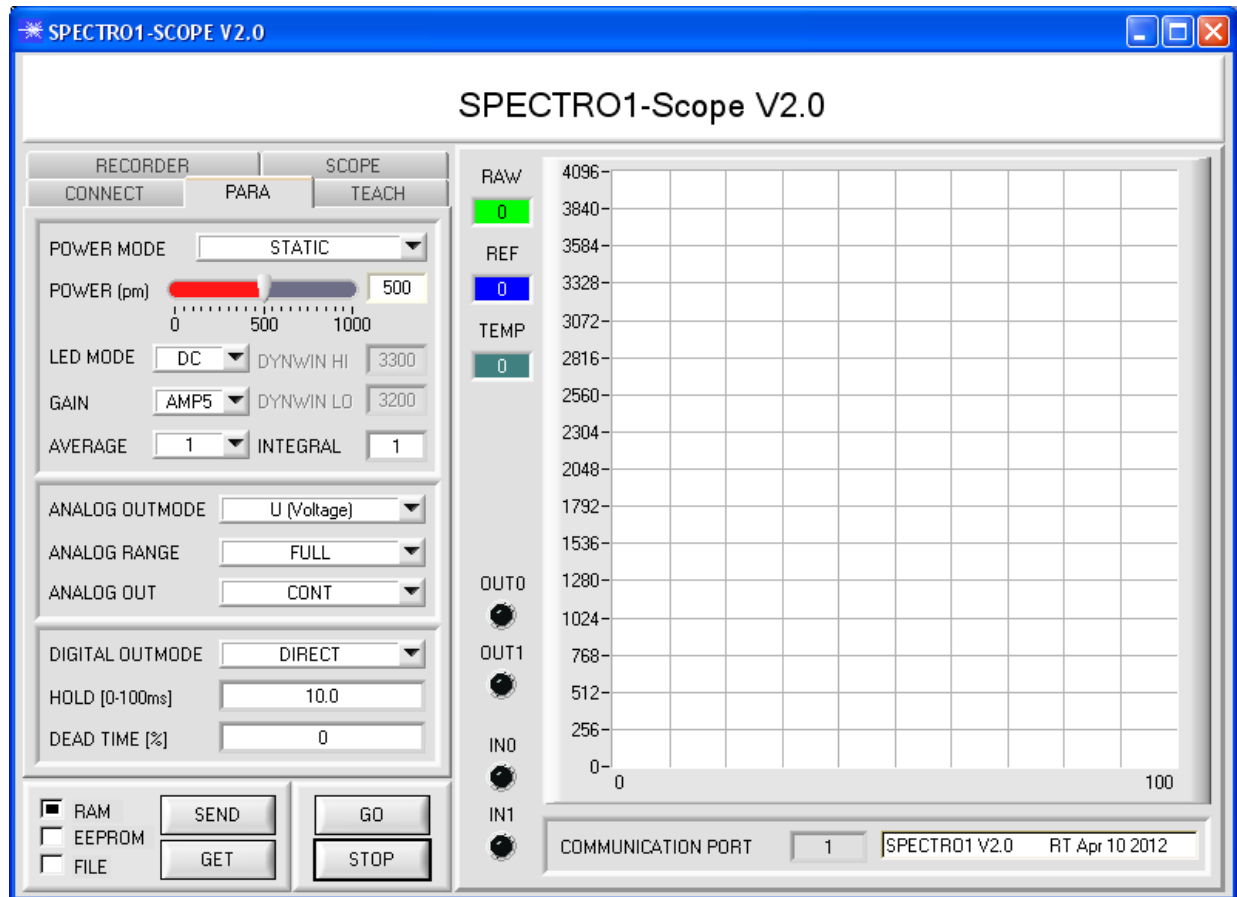 SPECTRO1-SCOPE V2.0
SPECTRO1-Scope V2.0
RECORDER SCOPE
CONNECT PARA TEACH
POWER MODE STATIC
POWER (pm) 500
0 500 1000
LED MODE DC DYNWIN HI 3300
GAIN AMP5 DYNWIN LO 3200
AVERAGE 1 INTEGRAL 1
ANALOG OUTMODE U (Voltage)
ANALOG RANGE FULL
ANALOG OUT CONT
DIGITAL OUTMODE DIRECT
HOLD [0-100ms] 10.0
DEAD TIME [%] 0
RAM
EEPROM
FILE
SEND
GET
GO
STOP
RAW
0
REF
0
TEMP
0
OUT0
OUT1
IN0
IN1
4096
3840
3584
3328
3072
2816
2560
2304
2048
1792
1536
1280
1024
768
512
256
0
0 100
COMMUNICATION PORT 1 SPECTRO1 V2.0 RT Apr 10 2012